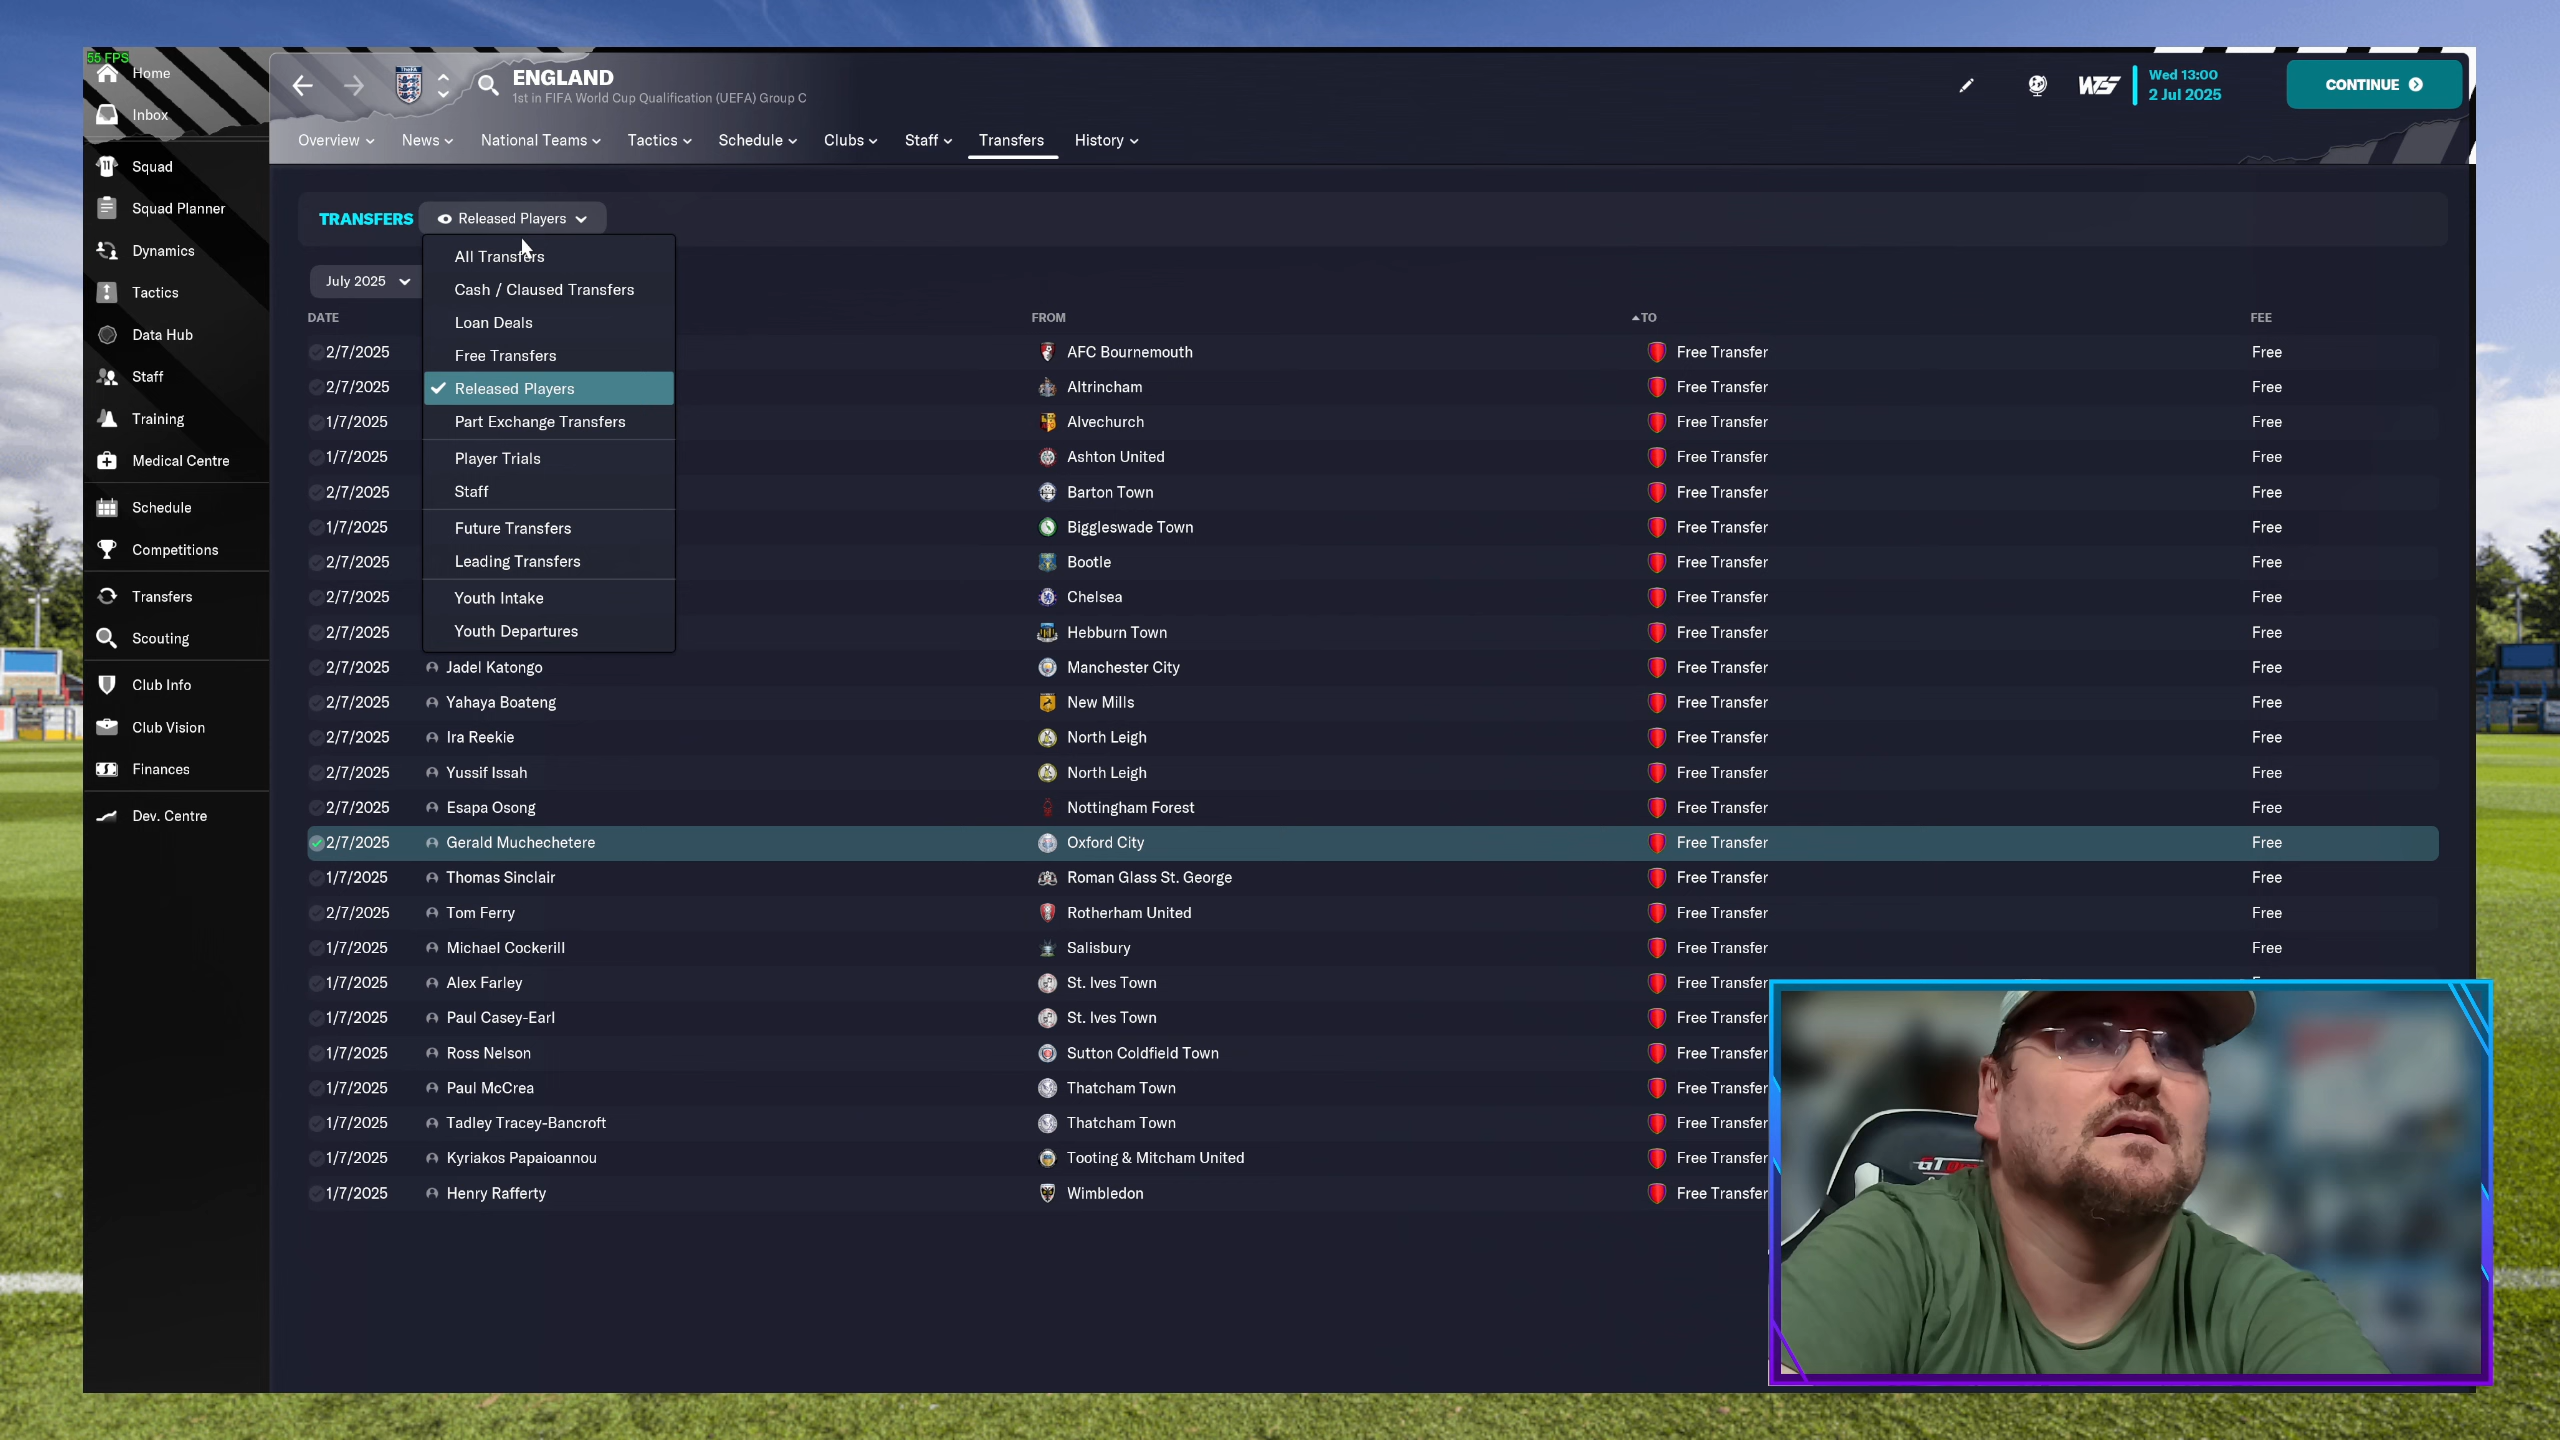 55 FPS
Home
Inbox
Squad
Squad Planner
Dynamics
Tactics
Data Hub
Staff
Training
Medical Centre
Schedule
Competitions
Transfers
Scouting
Club Info
Club Vision
Finances
Dev. Centre
ENGLAND
1st in FIFA World Cup Qualification (UEFA) Group C
Wed 13:00
2 Jul 2025
CONTINUE
Overview News National Teams Tactics Schedule Clubs Staff Transfers History
TRANSFERS Released Players
All Transfers
Cash / Claused Transfers
Loan Deals
Free Transfers
Released Players
Part Exchange Transfers
Player Trials
Staff
Future Transfers
Leading Transfers
Youth Intake
Youth Departures
July 2025
DATE FROM TO FEE
2/7/2025 AFC Bournemouth Free Transfer Free
2/7/2025 Altrincham Free Transfer Free
1/7/2025 Alvechurch Free Transfer Free
1/7/2025 Ashton United Free Transfer Free
2/7/2025 Barton Town Free Transfer Free
1/7/2025 Biggleswade Town Free Transfer Free
2/7/2025 Bootle Free Transfer Free
2/7/2025 Chelsea Free Transfer Free
2/7/2025 Hebburn Town Free Transfer Free
2/7/2025 Jadel Katongo Manchester City Free Transfer Free
2/7/2025 Yahaya Boateng New Mills Free Transfer Free
2/7/2025 Ira Reekie North Leigh Free Transfer Free
2/7/2025 Yussif Issah North Leigh Free Transfer Free
2/7/2025 Esapa Osong Nottingham Forest Free Transfer Free
2/7/2025 Gerald Muchechetere Oxford City Free Transfer Free
1/7/2025 Thomas Sinclair Roman Glass St. George Free Transfer Free
2/7/2025 Tom Ferry Rotherham United Free Transfer Free
1/7/2025 Michael Cockerill Salisbury Free Transfer Free
1/7/2025 Alex Farley St. Ives Town Free Transfer
1/7/2025 Paul Casey-Earl St. Ives Town Free Transfer
1/7/2025 Ross Nelson Sutton Coldfield Town Free Transfer
1/7/2025 Paul McCrea Thatcham Town Free Transfer
1/7/2025 Tadley Tracey-Bancroft Thatcham Town Free Transfer
1/7/2025 Kyriakos Papaioannou Tooting & Mitcham United Free Transfer
1/7/2025 Henry Rafferty Wimbledon Free Transfer